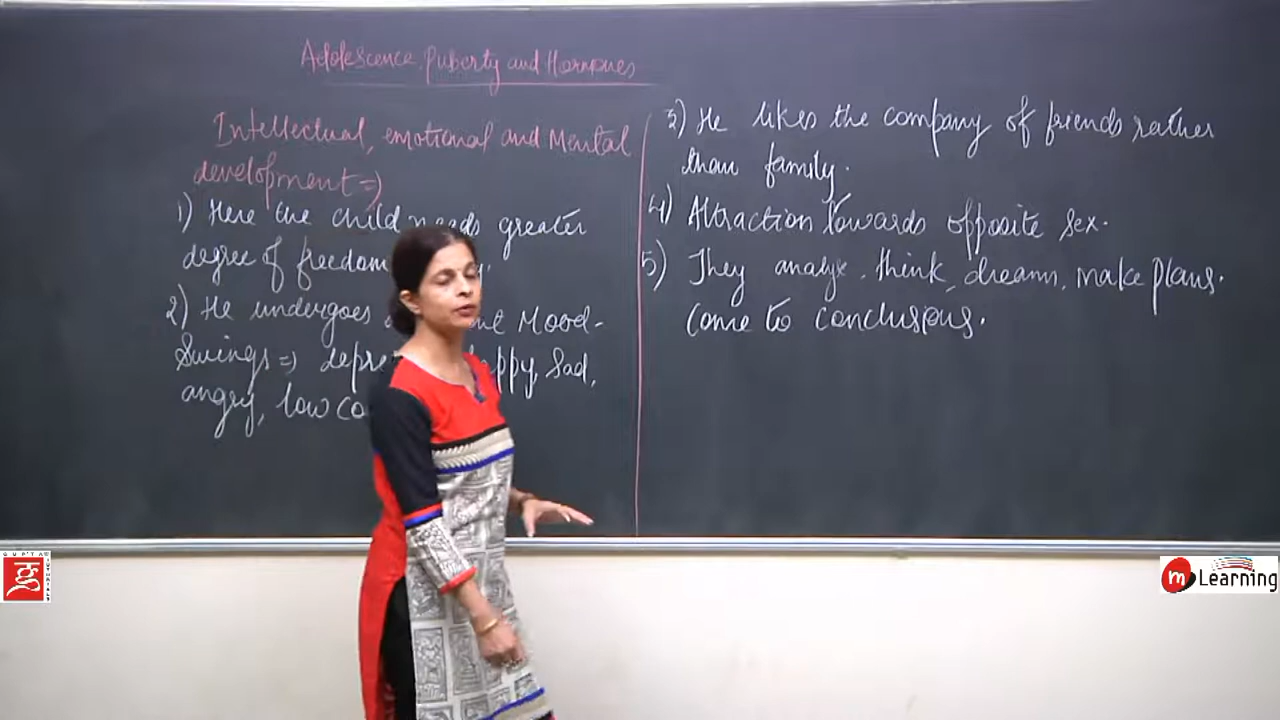 Adolescence, Puberty and Hormones
Intellectual, emotional and Mental
development =>
1) Here the child needs greater
degree of freedom
2) He undergoes Mood-
Swings => depre ppy, Sad,
angry, low co
3) He likes the company of friends rather
than family.
4) Attraction towards opposite sex.
5) They analyse, think, dream, make plans.
Come to conclusions.
GUPTA
m Learning